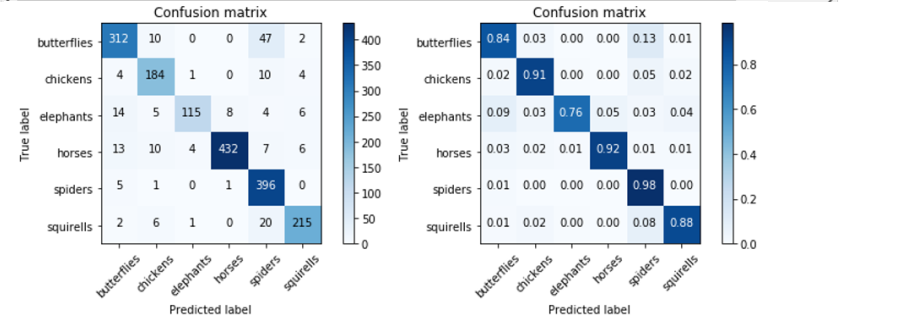 Confusion matrix
butterflies 312 10 0 0 47 2
chickens 4 184 1 0 10 4
elephants 14 5 115 8 4 6
horses 13 10 4 432 7 6
spiders 5 1 0 1 396 0
squirells 2 6 1 0 20 215
butterflies chickens elephants horses spiders squirells
True label
Predicted label
400
350
300
250
200
150
100
50
0
Confusion matrix
butterflies 0.84 0.03 0.00 0.00 0.13 0.01
chickens 0.02 0.91 0.00 0.00 0.05 0.02
elephants 0.09 0.03 0.76 0.05 0.03 0.04
horses 0.03 0.02 0.01 0.92 0.01 0.01
spiders 0.01 0.00 0.00 0.00 0.98 0.00
squirells 0.01 0.02 0.00 0.00 0.08 0.88
butterflies chickens elephants horses spiders squirells
True label
Predicted label
0.8
0.6
0.4
0.2
0.0